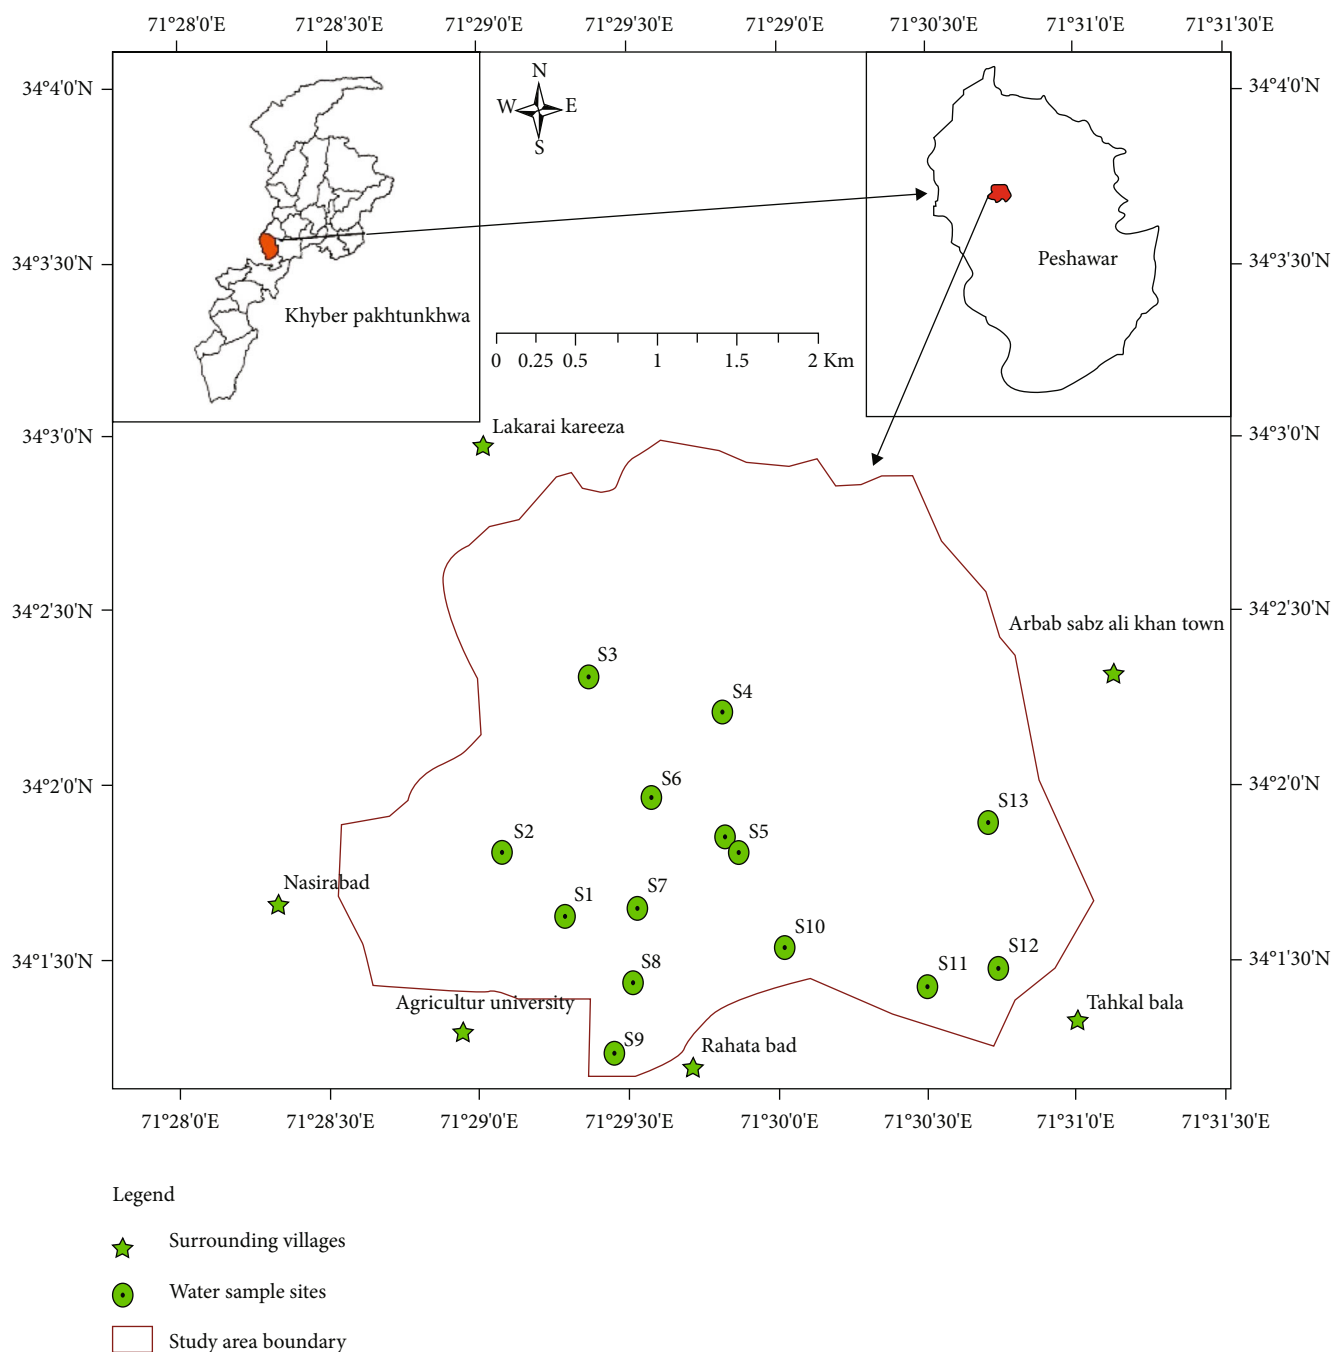 71°28'0'E 71°28'30'E 71°29'0'E 71°29'50'E 71°29'0'E 71°30'50'E 71°31'0'E 71°31'30'E
34°4'0'N
34°3'30'N
34°3'0'N
34°2'30'N
34°2'0'N
34°1'30'N
Khyber pakhtunkhwa
N
W E
S
0 0.25 0.5 1 1.5 2 Km
Peshawar
34°4'0'N
34°3'30'N
34°3'0'N
34°2'30'N
34°2'0'N
34°1'30'N
Lakarai kareeza
Arbab sabz ali khan town
S3
S4
S6
S13
S2
S5
Nasirabad
S7
S1
S10
S12
S8
S11
Agricultur university
Tahkal bala
S9
Rahata bad
71°28'0'E 71°28'30'E 71°29'0'E 71°29'50'E 71°30'0'E 71°30'50'E 71°31'0'E 71°31'30'E
Legend
Surrounding villages
Water sample sites
Study area boundary